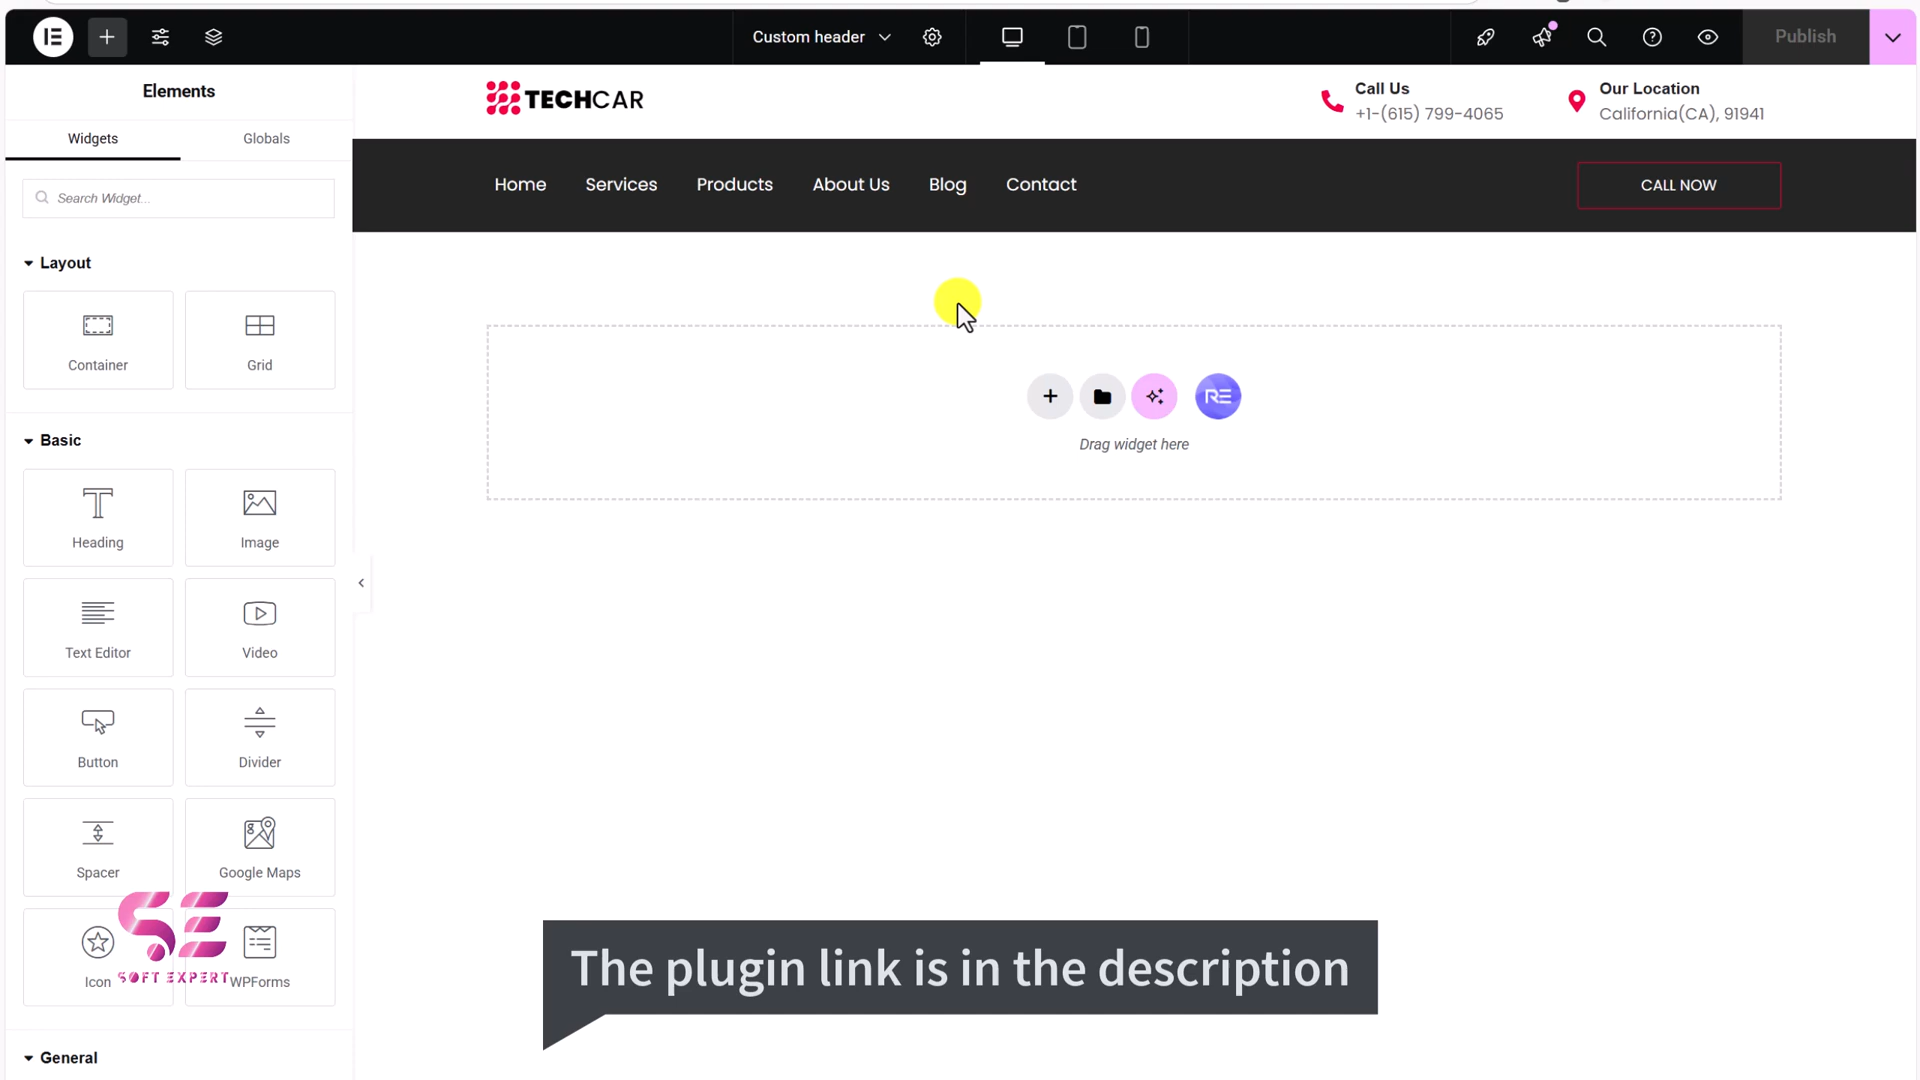 Custom header
Publish
Elements
Widgets
Globals
Search Widget...
Layout
Container
Grid
Basic
Heading
Image
Text Editor
Video
Button
Divider
Spacer
Google Maps
Icon
WPForms
General
TECHCAR
Call Us
+1-(615) 799-4065
Our Location
California(CA), 91941
Home
Services
Products
About Us
Blog
Contact
CALL NOW
RE
Drag widget here
SE
SOFT EXPERT
The plugin link is in the description